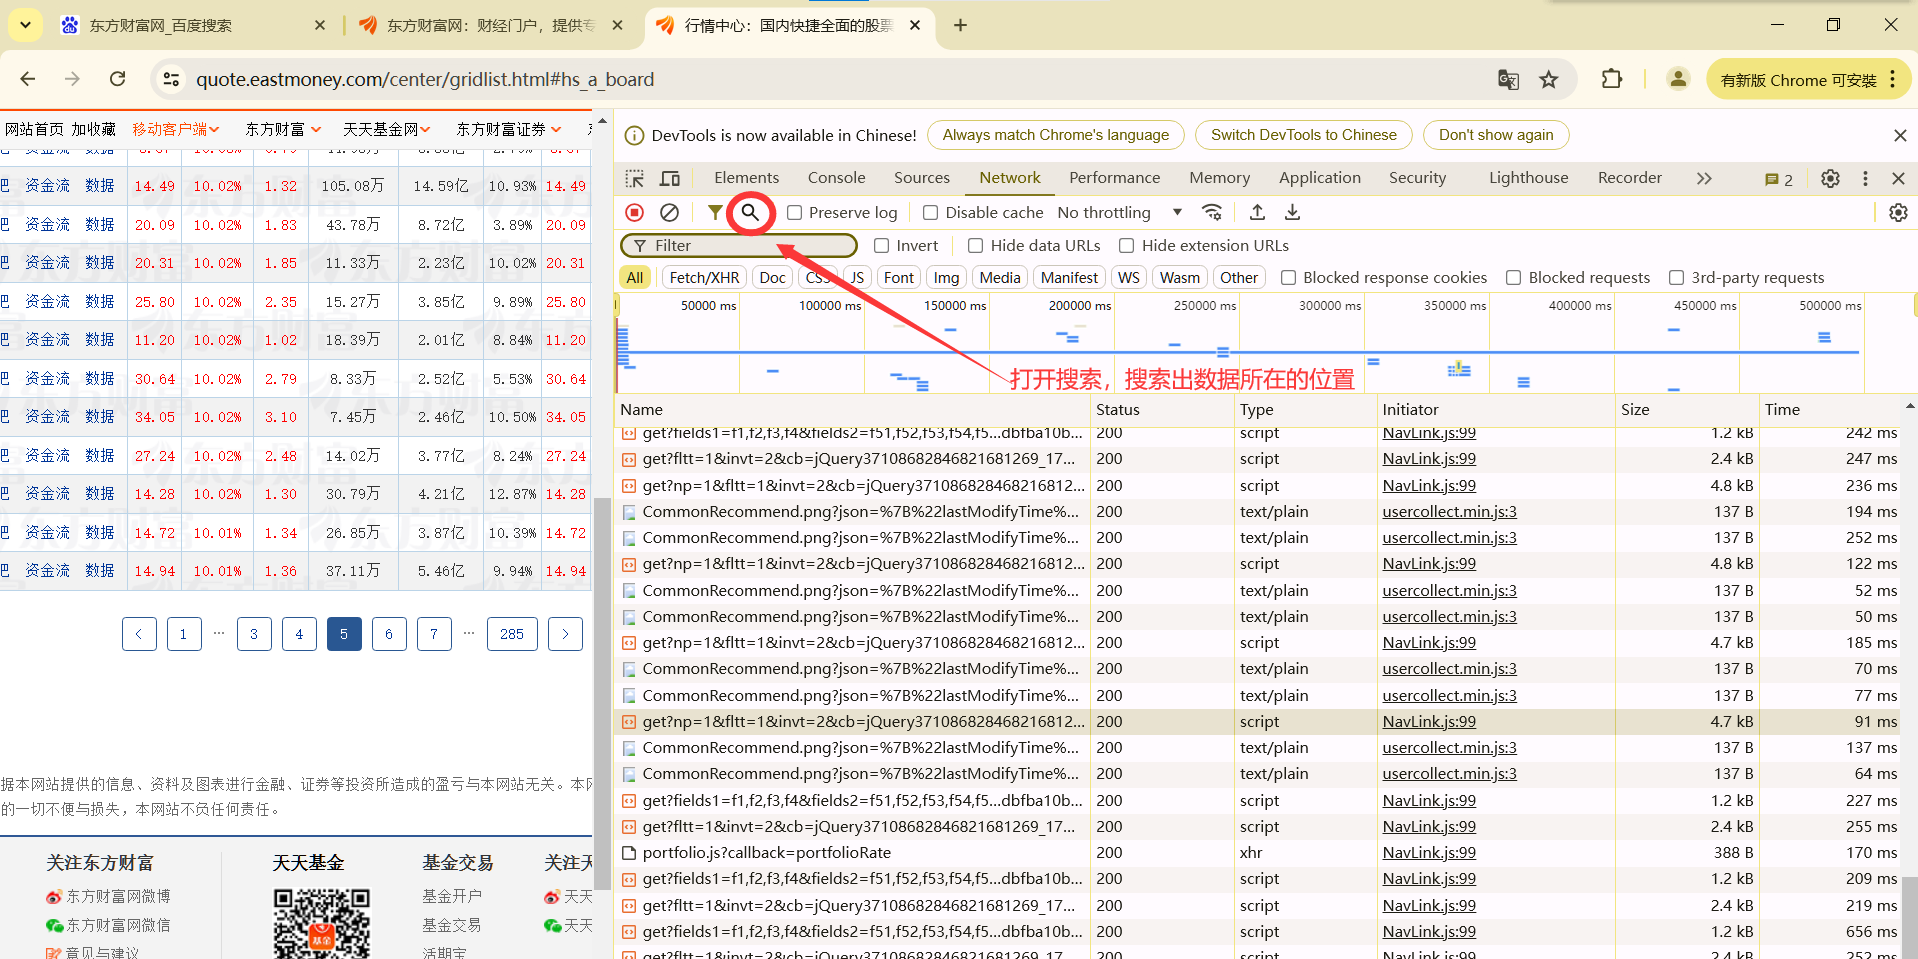 东方财富网_百度搜索
东方财富网：财经门户，提供专
行情中心：国内快捷全面的股票
quote.eastmoney.com/center/gridlist.html#hs_a_board
有新版 Chrome 可安裝
网站首页 加收藏 移动客户端 东方财富 天天基金网 东方财富证券
资金流 数据 14.49 10.02% 1.32 105.08万 14.59亿 10.93% 14.49
资金流 数据 20.09 10.02% 1.83 43.78万 8.72亿 3.89% 20.09
资金流 数据 20.31 10.02% 1.85 11.33万 2.23亿 10.02% 20.31
资金流 数据 25.80 10.02% 2.35 15.27万 3.85亿 9.89% 25.80
资金流 数据 11.20 10.02% 1.02 18.39万 2.01亿 8.84% 11.20
资金流 数据 30.64 10.02% 2.79 8.33万 2.52亿 5.53% 30.64
资金流 数据 34.05 10.02% 3.10 7.45万 2.46亿 10.50% 34.05
资金流 数据 27.24 10.02% 2.48 14.02万 3.77亿 8.24% 27.24
资金流 数据 14.28 10.02% 1.30 30.79万 4.21亿 12.87% 14.28
资金流 数据 14.72 10.01% 1.34 26.85万 3.87亿 10.39% 14.72
资金流 数据 14.94 10.01% 1.36 37.11万 5.46亿 9.94% 14.94
1 ... 3 4 5 6 7 ... 285
据本网站提供的信息、资料及图表进行金融、证券等投资所造成的盈亏与本网站无关。本网
的一切不便与损失，本网站不负任何责任。
关注东方财富 天天基金 基金交易 关注天
东方财富网微博 基金开户 天天
东方财富网微信 基金交易 天天
意见与建议 活期宝
基金
DevTools is now available in Chinese! Always match Chrome's language Switch DevTools to Chinese Don't show again
Elements Console Sources Network Performance Memory Application Security Lighthouse Recorder 2
Preserve log Disable cache No throttling
Filter Invert Hide data URLs Hide extension URLs
All Fetch/XHR Doc CSS JS Font Img Media Manifest WS Wasm Other Blocked response cookies Blocked requests 3rd-party requests
50000 ms 100000 ms 150000 ms 200000 ms 250000 ms 300000 ms 350000 ms 400000 ms 450000 ms 500000 ms
打开搜索，搜索出数据所在的位置
Name Status Type Initiator Size Time
get?fields1=f1,f2,f3,f4&fields2=f51,f52,f53,f54,f5...dbfba10b... 200 script NavLink.js:99 1.2 kB 242 ms
get?fltt=1&invt=2&cb=jQuery37108682846821681269_17... 200 script NavLink.js:99 2.4 kB 247 ms
get?np=1&fltt=1&invt=2&cb=jQuery371086828468216812... 200 script NavLink.js:99 4.8 kB 236 ms
CommonRecommend.png?json=%7B%22lastModifyTime%... 200 text/plain usercollect.min.js:3 137 B 194 ms
CommonRecommend.png?json=%7B%22lastModifyTime%... 200 text/plain usercollect.min.js:3 137 B 252 ms
get?np=1&fltt=1&invt=2&cb=jQuery371086828468216812... 200 script NavLink.js:99 4.8 kB 122 ms
CommonRecommend.png?json=%7B%22lastModifyTime%... 200 text/plain usercollect.min.js:3 137 B 52 ms
CommonRecommend.png?json=%7B%22lastModifyTime%... 200 text/plain usercollect.min.js:3 137 B 50 ms
get?np=1&fltt=1&invt=2&cb=jQuery371086828468216812... 200 script NavLink.js:99 4.7 kB 185 ms
CommonRecommend.png?json=%7B%22lastModifyTime%... 200 text/plain usercollect.min.js:3 137 B 70 ms
CommonRecommend.png?json=%7B%22lastModifyTime%... 200 text/plain usercollect.min.js:3 137 B 77 ms
get?np=1&fltt=1&invt=2&cb=jQuery371086828468216812... 200 script NavLink.js:99 4.7 kB 91 ms
CommonRecommend.png?json=%7B%22lastModifyTime%... 200 text/plain usercollect.min.js:3 137 B 137 ms
CommonRecommend.png?json=%7B%22lastModifyTime%... 200 text/plain usercollect.min.js:3 137 B 64 ms
get?fields1=f1,f2,f3,f4&fields2=f51,f52,f53,f54,f5...dbfba10b... 200 script NavLink.js:99 1.2 kB 227 ms
get?fltt=1&invt=2&cb=jQuery37108682846821681269_17... 200 script NavLink.js:99 2.4 kB 255 ms
portfolio.js?callback=portfolioRate 200 xhr NavLink.js:99 388 B 170 ms
get?fields1=f1,f2,f3,f4&fields2=f51,f52,f53,f54,f5...dbfba10b... 200 script NavLink.js:99 1.2 kB 209 ms
get?fltt=1&invt=2&cb=jQuery37108682846821681269_17... 200 script NavLink.js:99 2.4 kB 219 ms
get?fields1=f1,f2,f3,f4&fields2=f51,f52,f53,f54,f5...dbfba10b... 200 script NavLink.js:99 1.2 kB 656 ms
get?fltt=1&invt=2&cb=jQuery37108682846821681269_17... 200 script NavLink.js:99 2.4 kB 252 ms